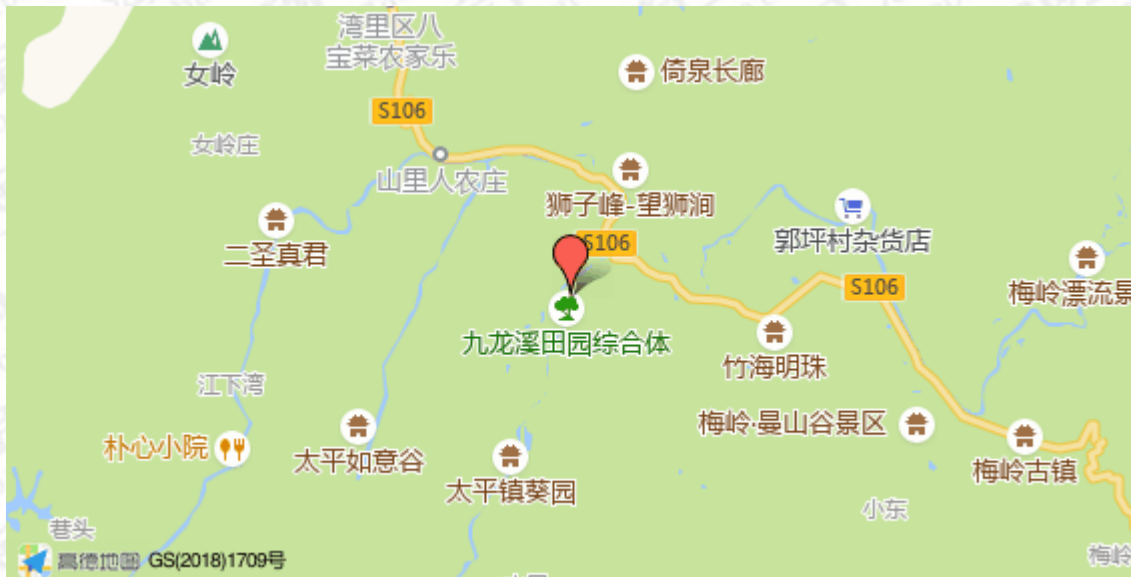 湾里区八
宝菜农家乐
女岭
倚泉长廊
S106
女岭庄
山里人农庄
狮子峰-望狮涧
二圣真君
S106
郭坪村杂货店
S106
梅岭漂流景
九龙溪田园综合体
竹海明珠
江下湾
朴心小院
太平如意谷
梅岭·曼山谷景区
梅岭古镇
太平镇葵园
小东
巷头
梅岭
高德地图 GS(2018)1709号